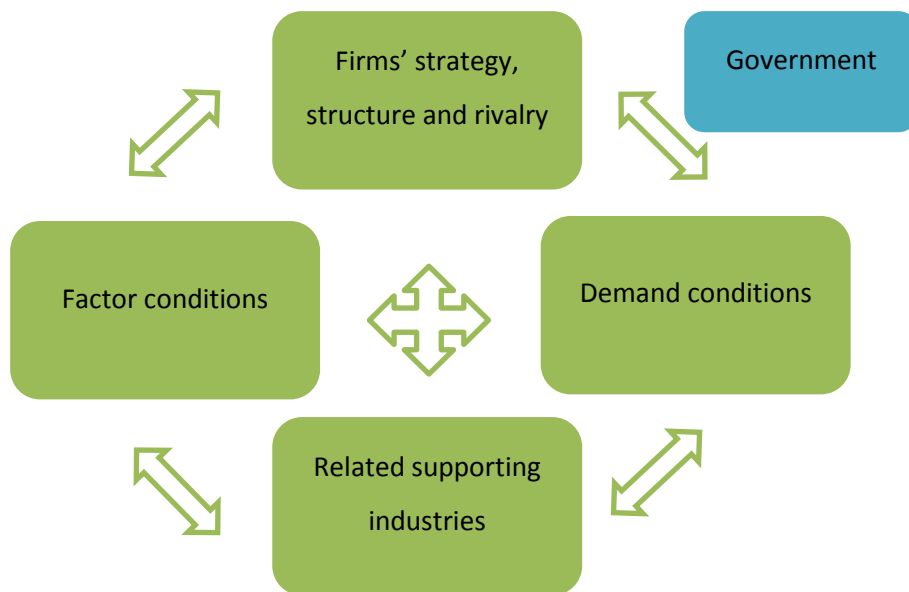 Firms’ strategy,
structure and rivalry
Government
Factor conditions
Demand conditions
Related supporting
industries